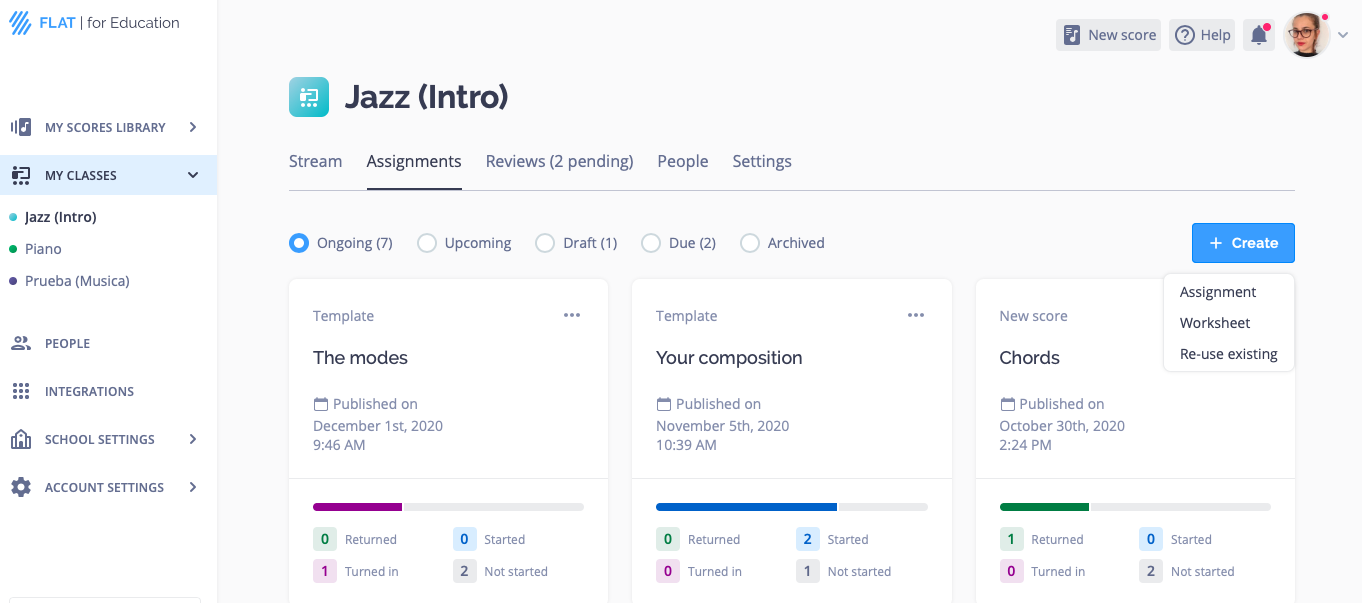 FLAT | for Education
New score
Help
MY SCORES LIBRARY
MY CLASSES
Jazz (Intro)
Piano
Prueba (Musica)
PEOPLE
INTEGRATIONS
SCHOOL SETTINGS
ACCOUNT SETTINGS
Jazz (Intro)
Stream Assignments Reviews (2 pending) People Settings
Ongoing (7) Upcoming Draft (1) Due (2) Archived
+ Create
Assignment
Worksheet
Re-use existing
Template
The modes
Published on
December 1st, 2020
9:46 AM
0 Returned 0 Started
1 Turned in 2 Not started
Template
Your composition
Published on
November 5th, 2020
10:39 AM
0 Returned 2 Started
0 Turned in 1 Not started
New score
Chords
Published on
October 30th, 2020
2:24 PM
1 Returned 0 Started
0 Turned in 2 Not started